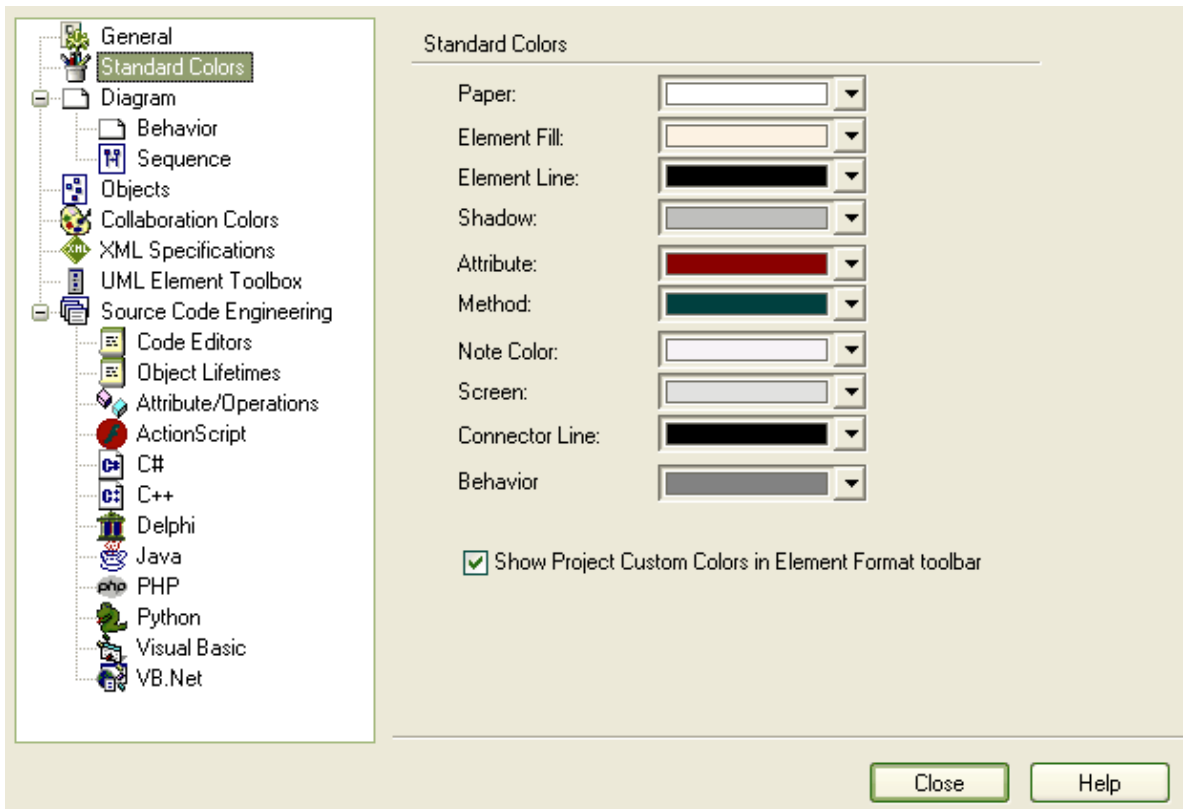 General
Standard Colors
Diagram
Behavior
Sequence
Objects
Collaboration Colors
XML Specifications
UML Element Toolbox
Source Code Engineering
Code Editors
Object Lifetimes
Attribute/Operations
ActionScript
C#
C++
Delphi
Java
php PHP
Python
Visual Basic
VB.Net
Standard Colors
Paper:
Element Fill:
Element Line:
Shadow:
Attribute:
Method:
Note Color:
Screen:
Connector Line:
Behavior
Show Project Custom Colors in Element Format toolbar
Close
Help